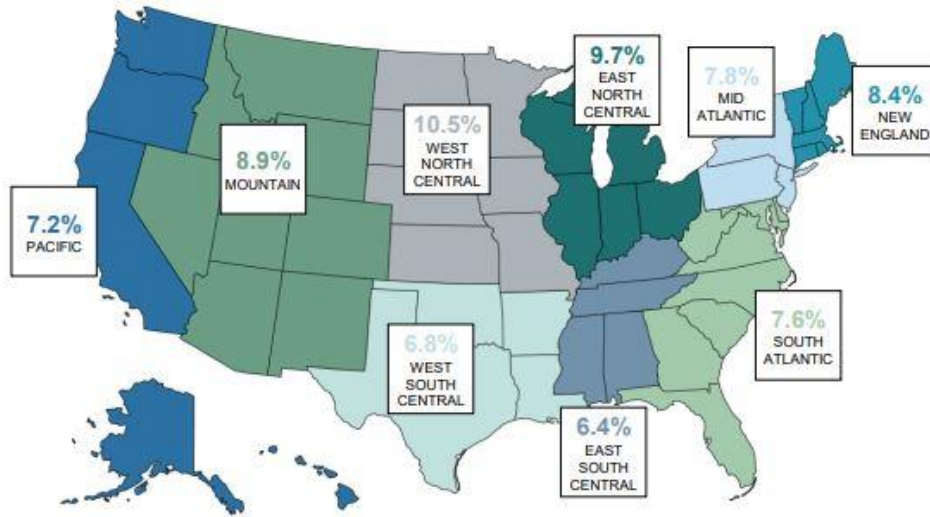 9.7%
EAST
NORTH
CENTRAL
7.8%
MID
ATLANTIC
8.4%
NEW
ENGLAND
10.5%
WEST
NORTH
CENTRAL
8.9%
MOUNTAIN
7.2%
PACIFIC
7.6%
SOUTH
ATLANTIC
6.8%
WEST
SOUTH
CENTRAL
6.4%
EAST
SOUTH
CENTRAL